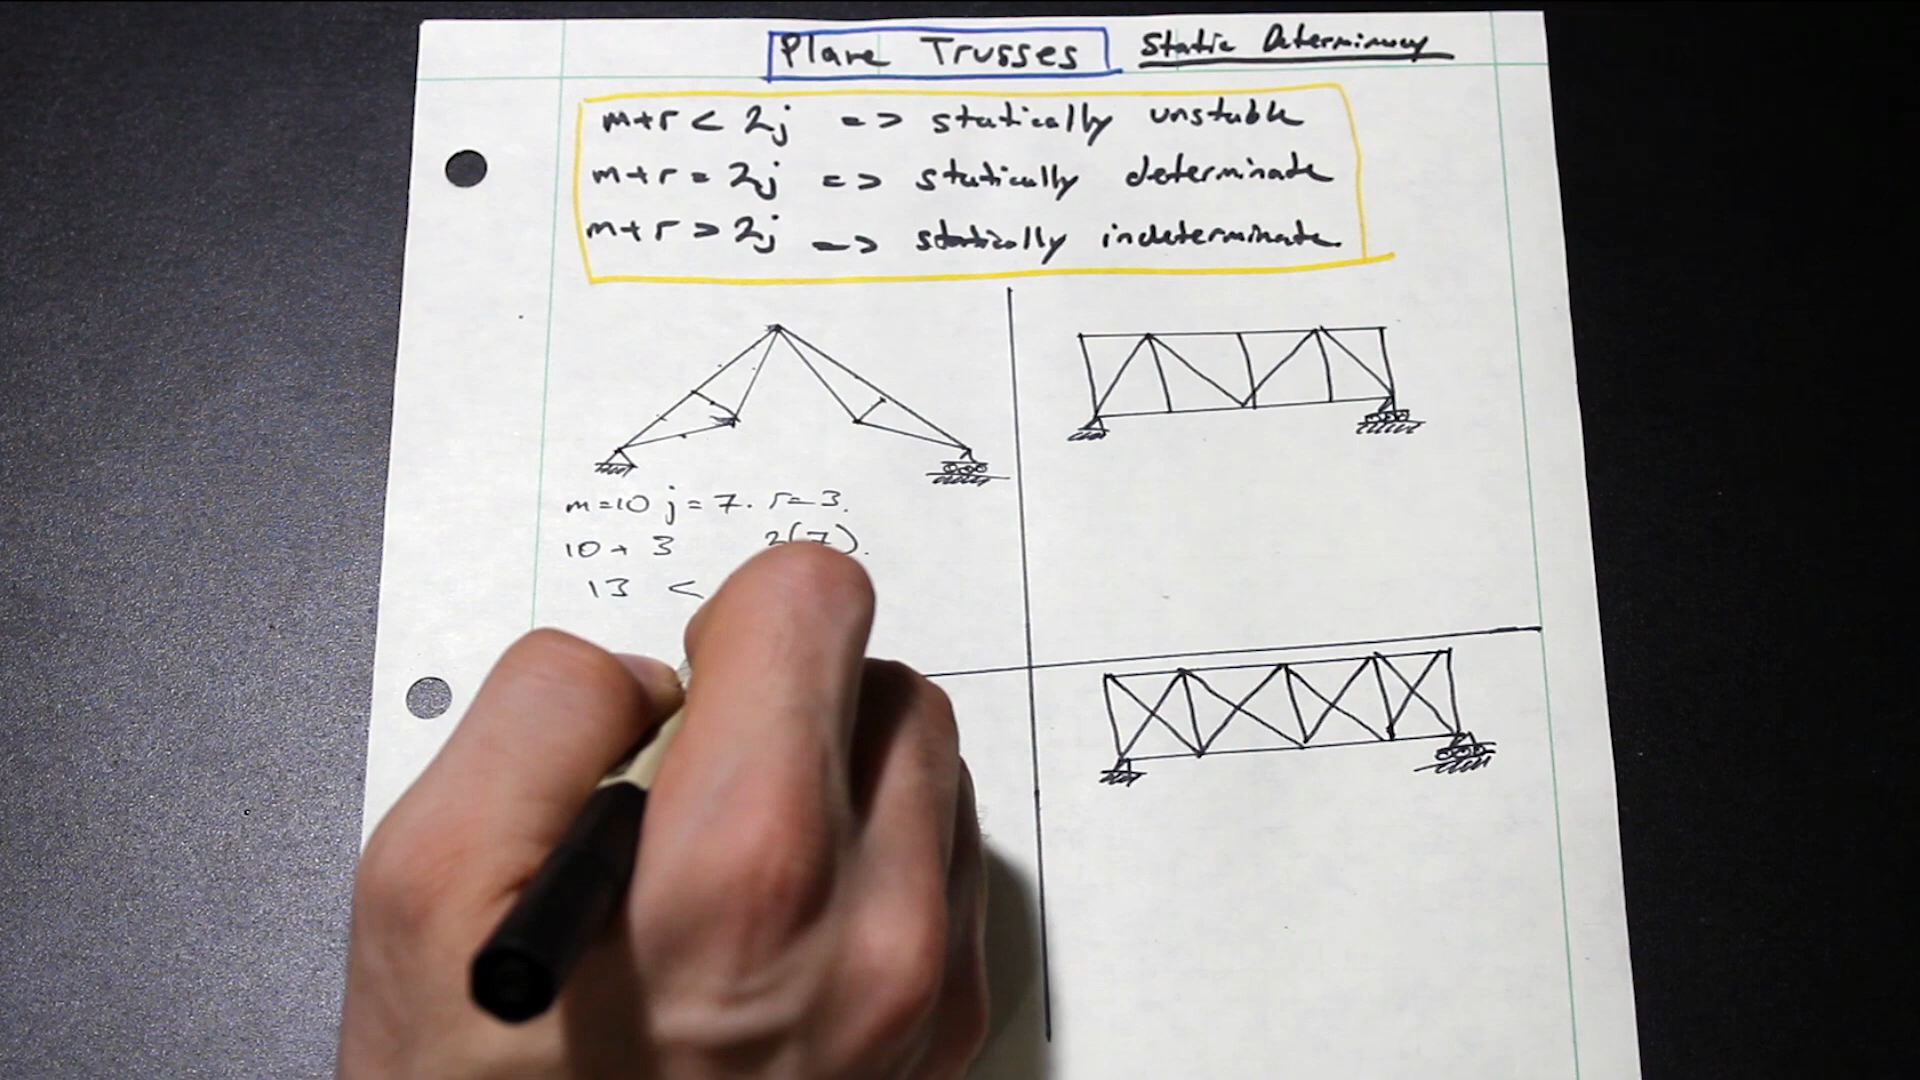 Plane Trusses Static Determinacy
m+r < 2j => statically unstable
m+r = 2j => statically determinate
m+r > 2j => statically indeterminate
m=10 j=7. r=3.
10+3 2(7).
13 <